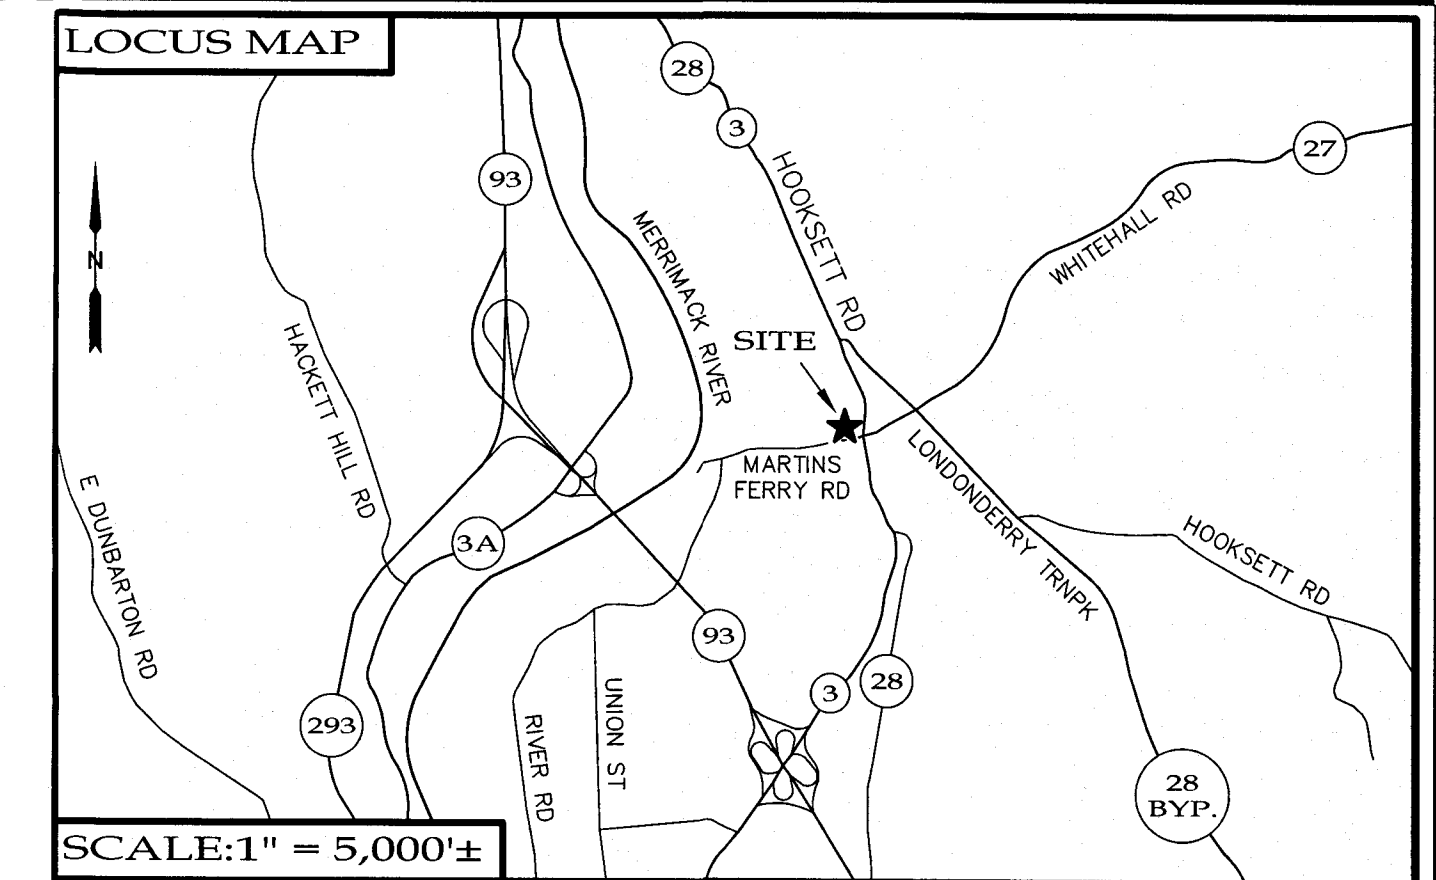 LOCUS MAP
28
3
27
93
HOOKSETT RD
WHITEHALL RD
MERRIMACK RIVER
N
SITE
HACKETT HILL RD
MARTINS
FERRY RD
LONDONDERRY TRNPK
E DUNBARTON RD
3A
HOOKSETT RD
93
3
28
293
UNION ST
RIVER RD
28
BYP.
SCALE:1" = 5,000'±